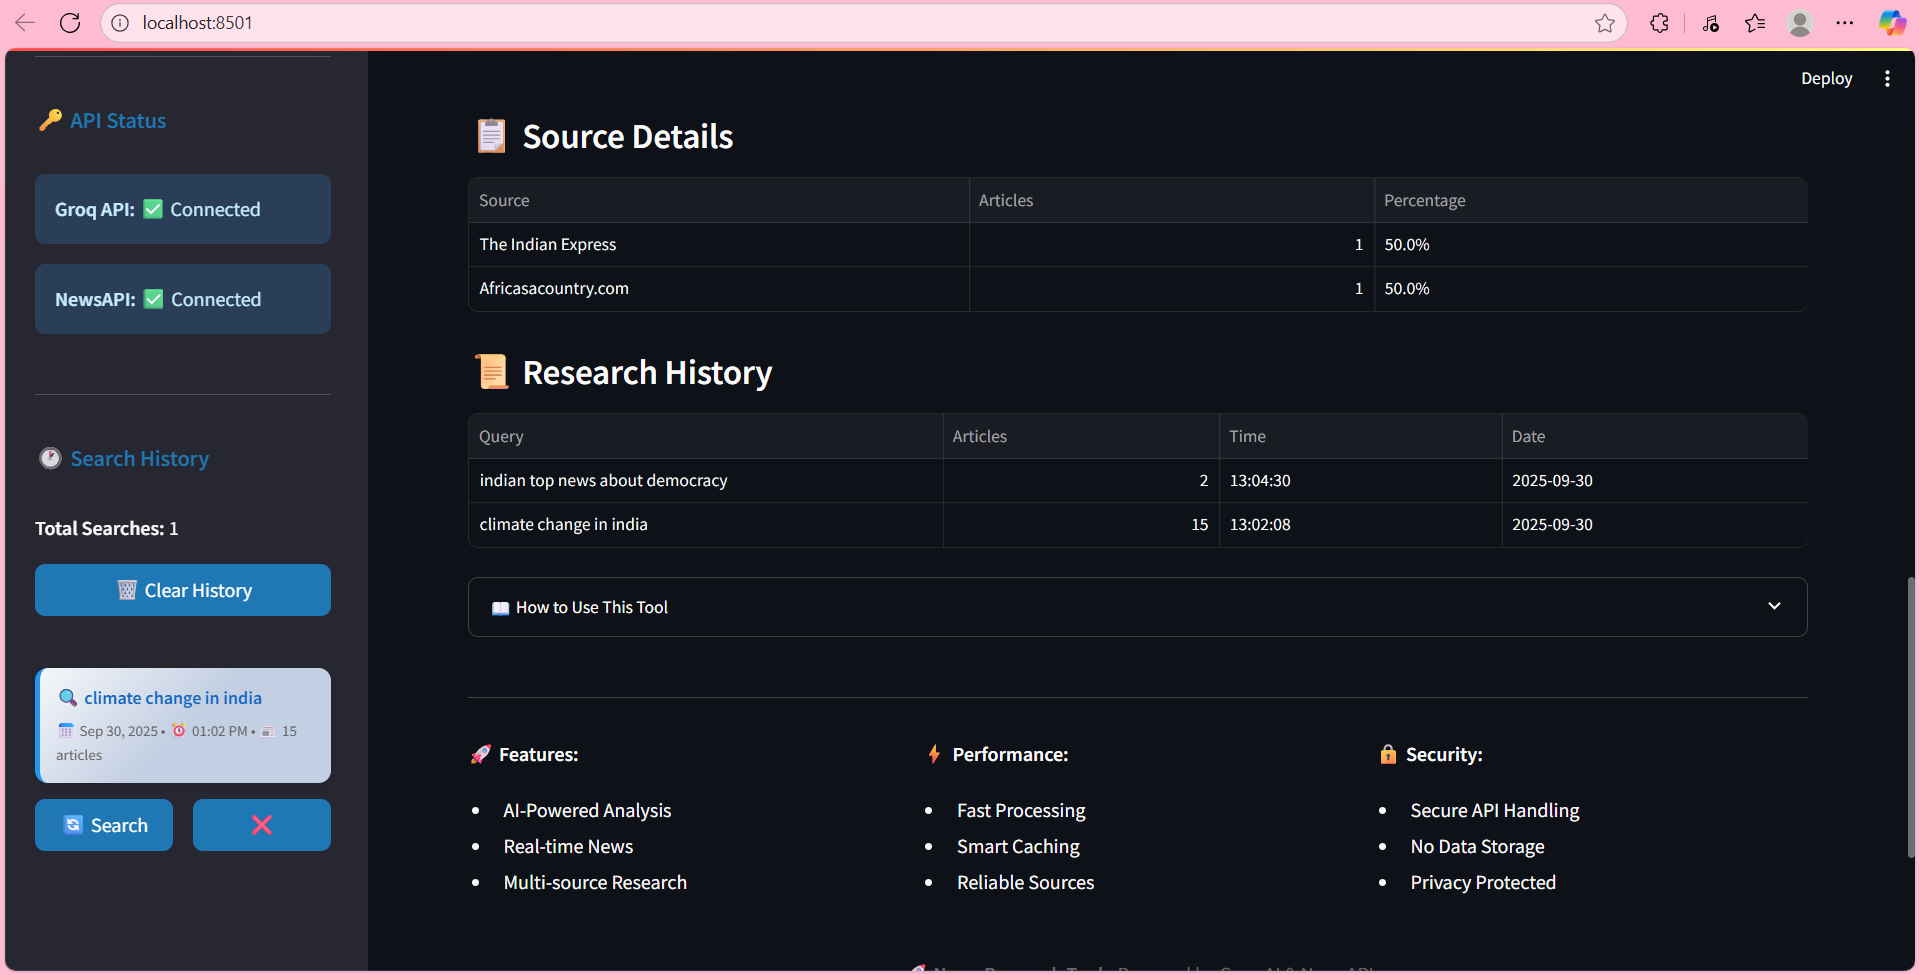 localhost:8501
Deploy
API Status
Groq API: ✅ Connected
NewsAPI: ✅ Connected
Search History
Total Searches: 1
Clear History
climate change in india
Sep 30, 2025 • 01:02 PM • 15
articles
Search
Source Details
Source Articles Percentage
The Indian Express 1 50.0%
Africasacountry.com 1 50.0%
Research History
Query Articles Time Date
indian top news about democracy 2 13:04:30 2025-09-30
climate change in india 15 13:02:08 2025-09-30
How to Use This Tool
Features:
• AI-Powered Analysis
• Real-time News
• Multi-source Research
Performance:
• Fast Processing
• Smart Caching
• Reliable Sources
Security:
• Secure API Handling
• No Data Storage
• Privacy Protected